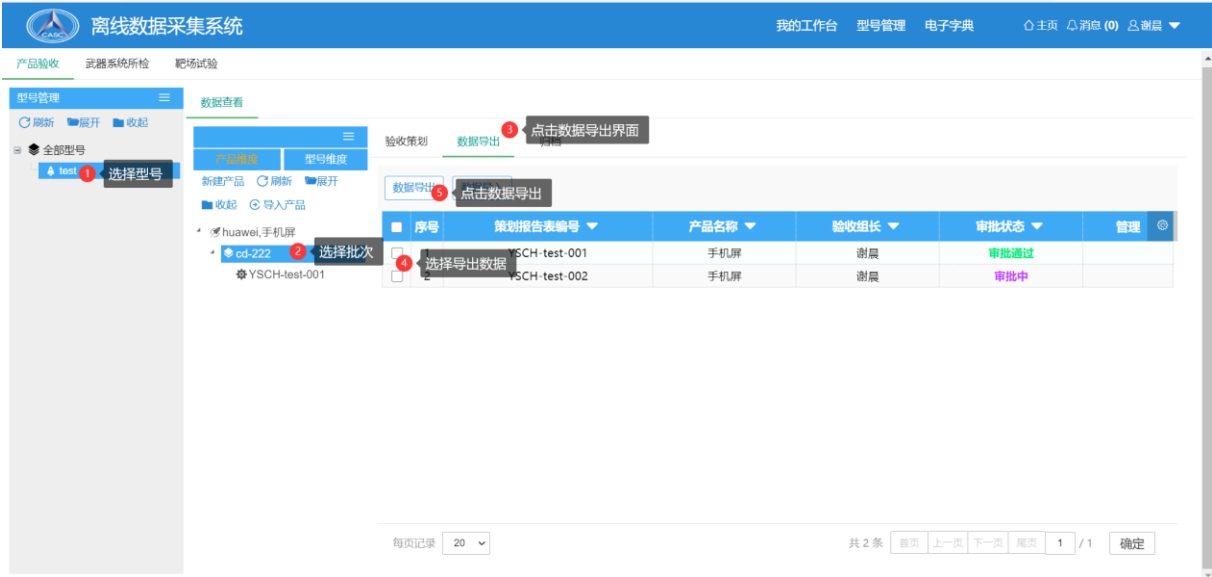 CASC 离线数据采集系统 我的工作台 型号管理 电子字典 主页 消息 (0) 谢晨
产品验收 武器系统所检 靶场试验
型号管理
刷新 展开 收起
全部型号
test 1 选择型号
数据查看
产品维度 型号维度
新建产品 刷新 展开
收起 导入产品
huawei,手机屏
cd-222 2 选择批次
YSCH-test-001
验收策划 数据导出 3 点击数据导出界面 归档
数据导出 5 点击数据导出
序号 策划报告表编号 产品名称 验收组长 审批状态 管理
1 YSCH-test-001 手机屏 谢晨 审批通过
4 选择导出数据
2 YSCH-test-002 手机屏 谢晨 审批中
每页记录 20 共 2 条 首页 上一页 下一页 尾页 1 / 1 确定